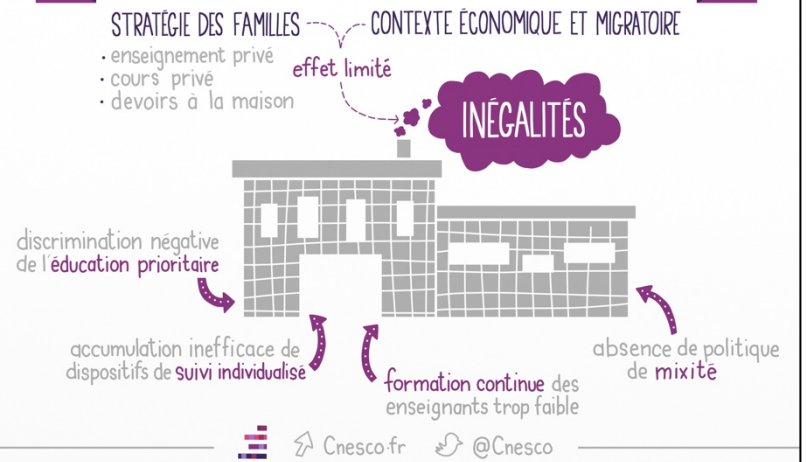 STRATÉGIE DES FAMILLES
· enseignement privé
· cours privé
· devoirs à la maison
CONTEXTE ÉCONOMIQUE ET MIGRATOIRE
effet limité
INÉGALITÉS
discrimination négative
de l'éducation prioritaire
accumulation inefficace de
dispositifs de suivi individualisé
formation continue des
enseignants trop faible
absence de politique
de mixité
Cnesco.fr
@Cnesco